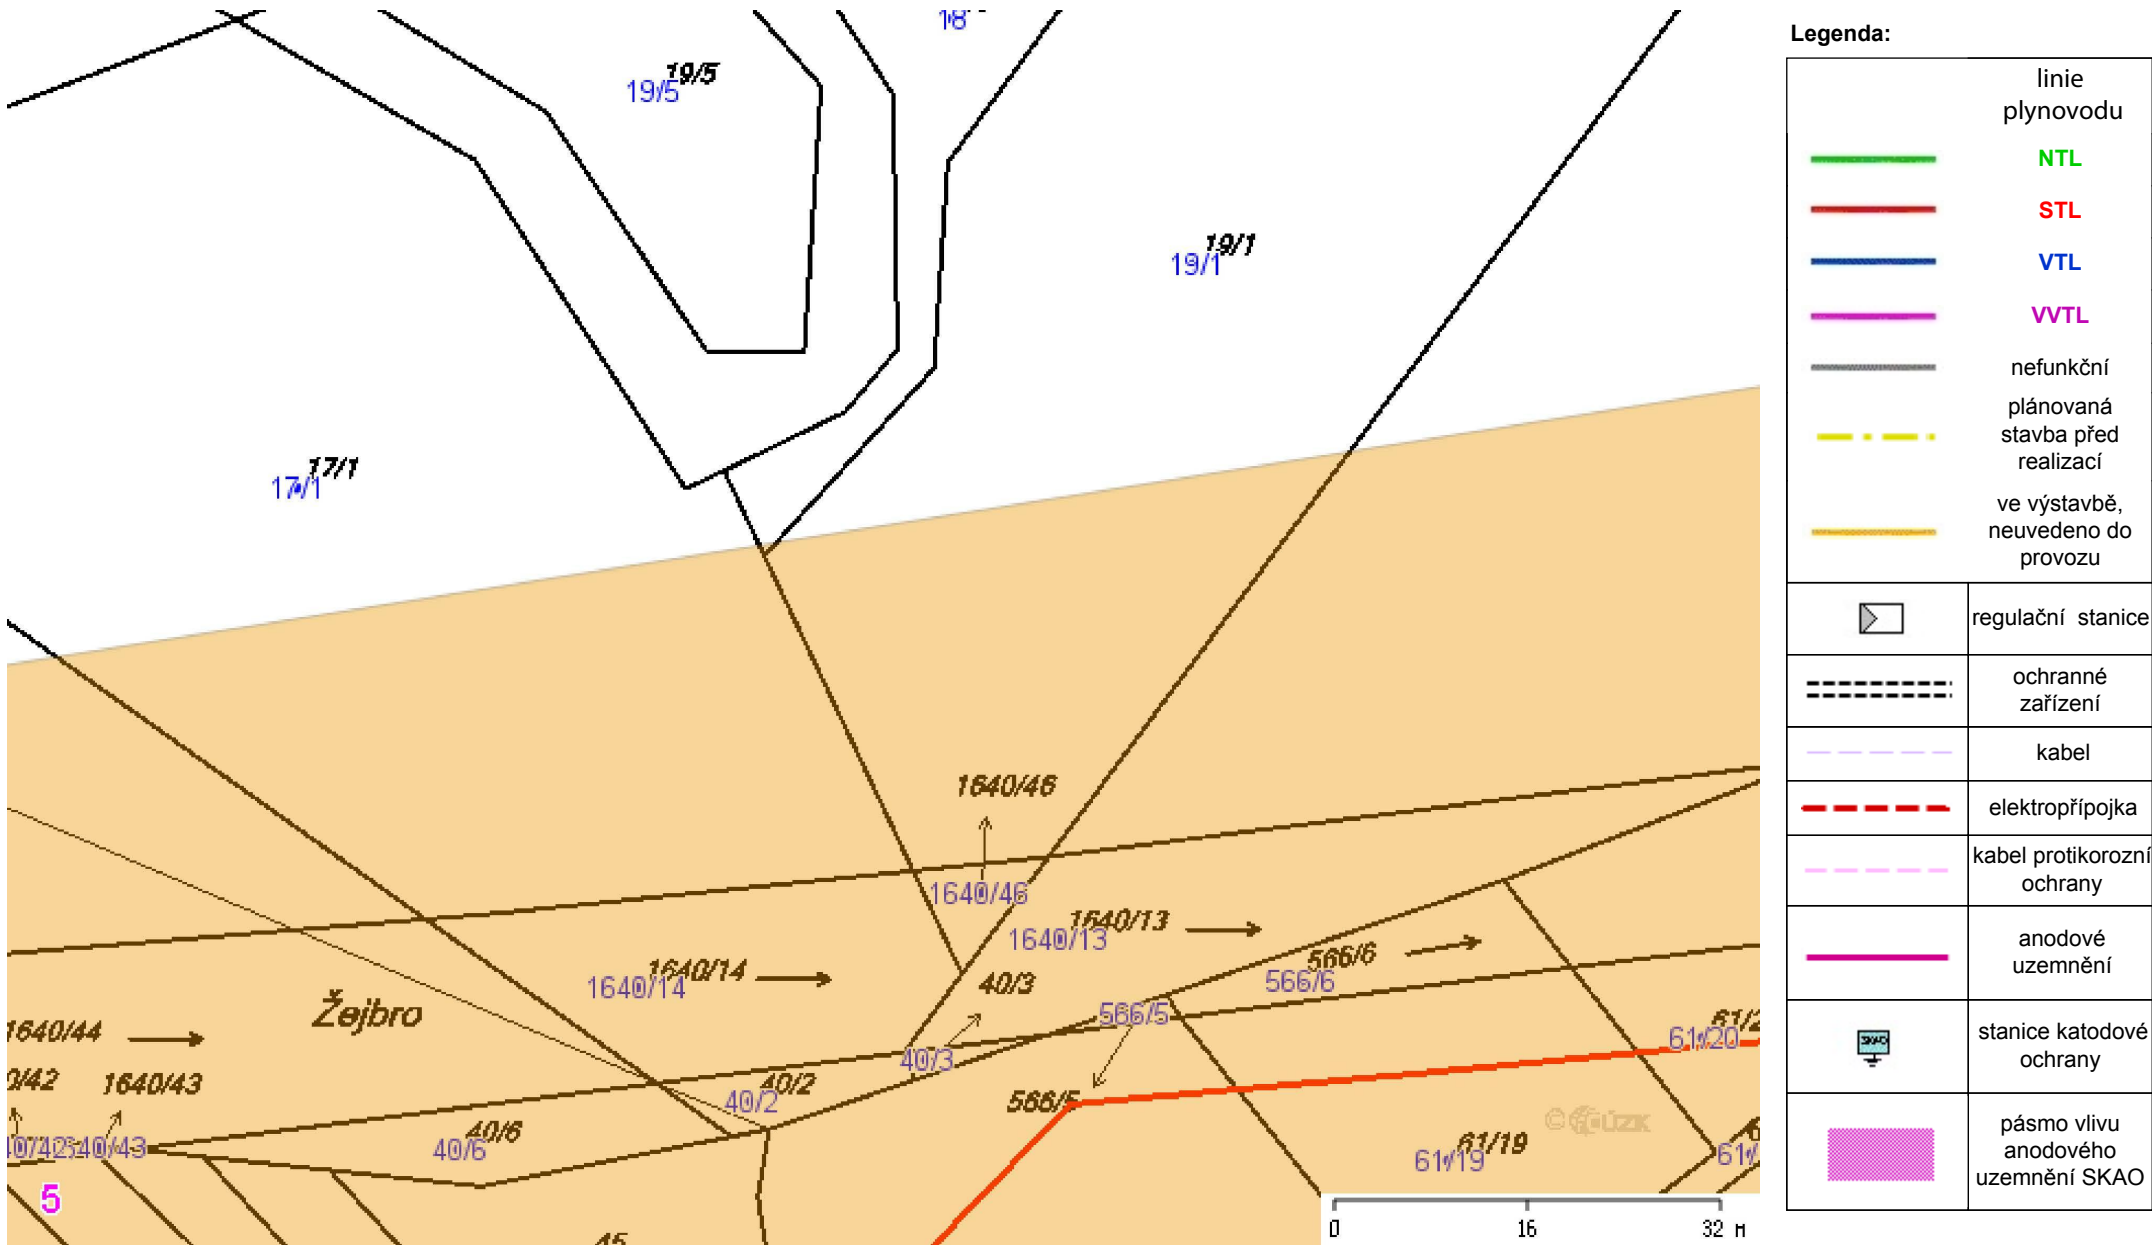 18
19/5
19/5
19/1
19/1
17/1
17/1
1640/46
1640/46
1640/13
1640/13
566/6
566/6
1640/14
1640/14
40/3
Žejbro
566/5
1640/44
61/20
40/3
1640/43
40/2
40/2
566/5
40/6
40/6
61/19
61/19
5
45
0 16 32 M
Legenda:
linie
plynovodu
NTL
STL
VTL
VVTL
nefunkční
plánovaná
stavba před
realizací
ve výstavbě,
neuvedeno do
provozu
regulační stanice
ochranné
zařízení
kabel
elektropřípojka
kabel protikorozní
ochrany
anodové
uzemnění
SKAO
stanice katodové
ochrany
pásmo vlivu
anodového
uzemnění SKAO